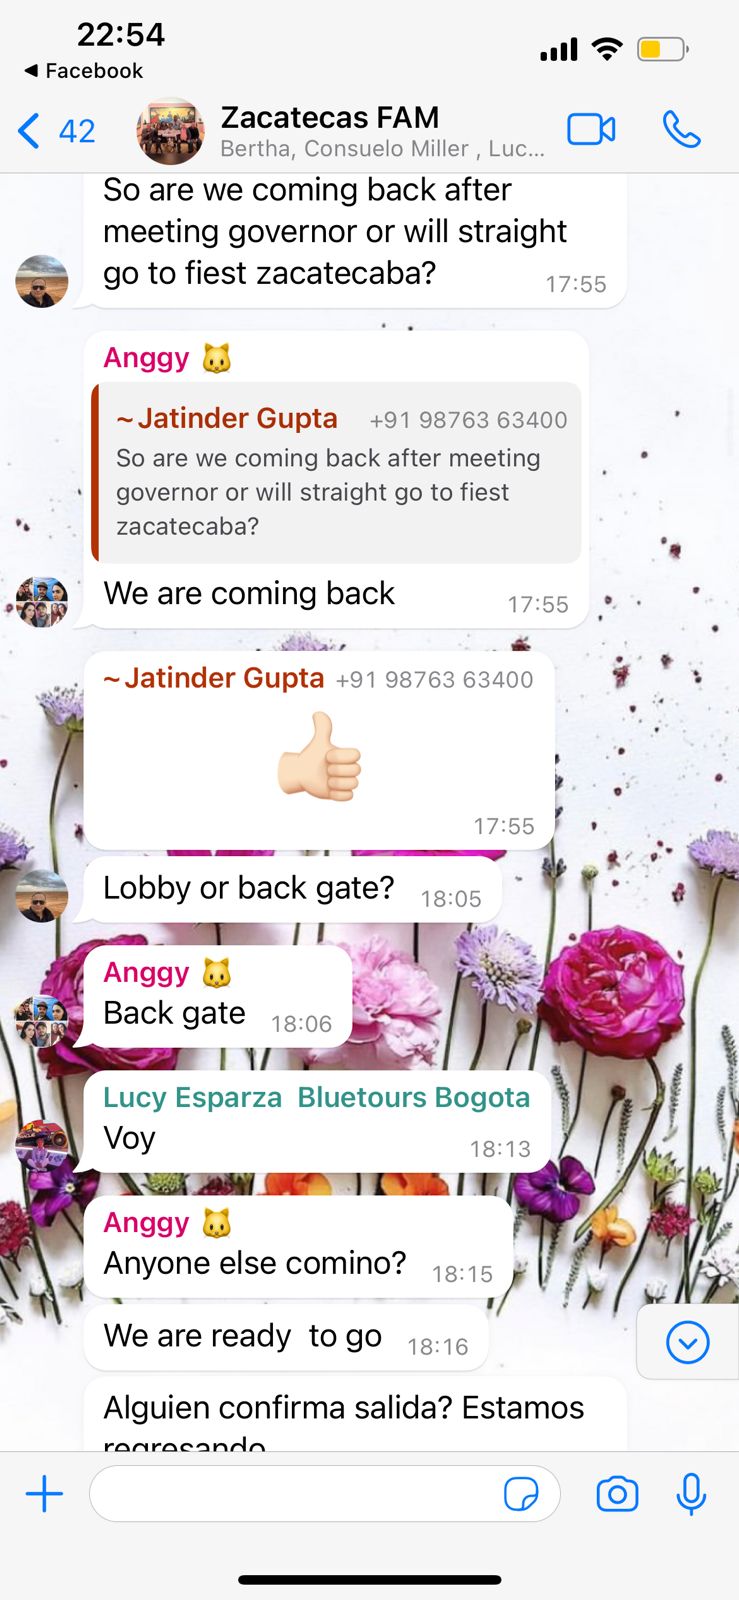 22:54
Facebook
42
Zacatecas FAM
Bertha, Consuelo Miller , Luc...
So are we coming back after
meeting governor or will straight
go to fiest zacatecaba?
17:55
Anggy 🐱
~Jatinder Gupta +91 98763 63400
So are we coming back after meeting
governor or will straight go to fiest
zacatecaba?
We are coming back 17:55
~Jatinder Gupta +91 98763 63400
👍🏻
17:55
Lobby or back gate? 18:05
Anggy 🐱
Back gate 18:06
Lucy Esparza Bluetours Bogota
Voy 18:13
Anggy 🐱
Anyone else comino? 18:15
We are ready to go 18:16
Alguien confirma salida? Estamos
regresando